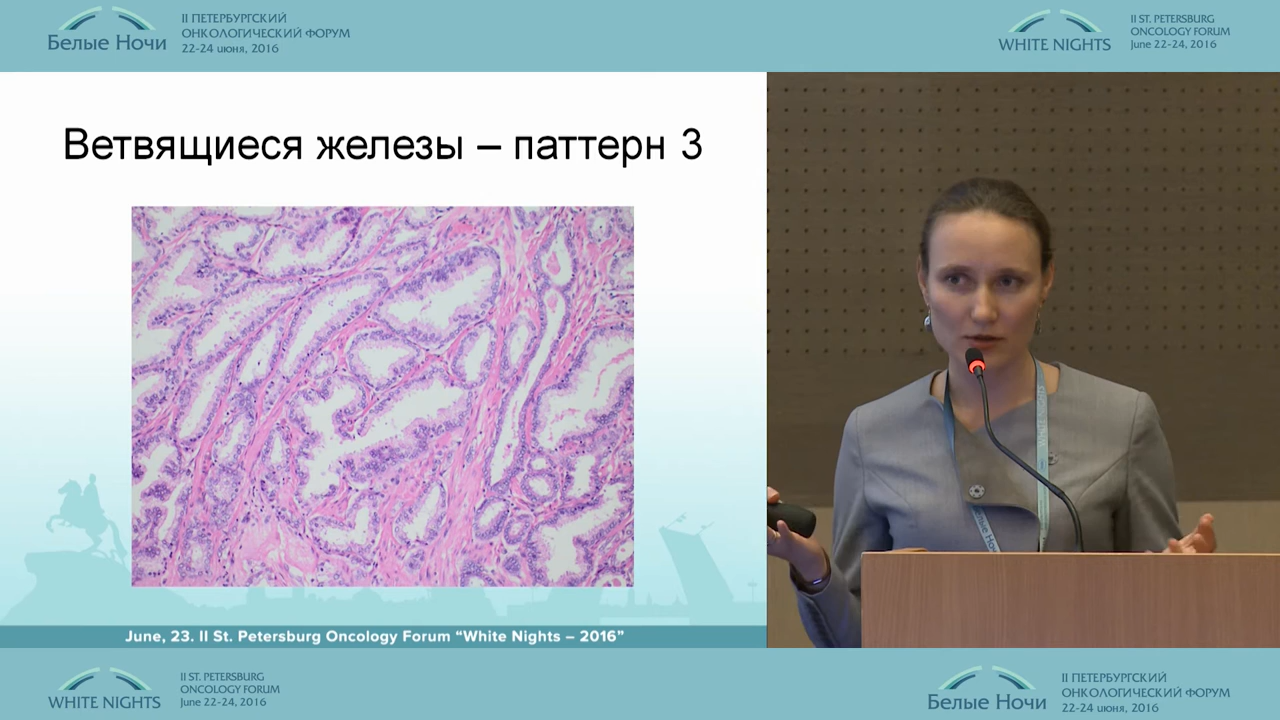 Белые Ночи
II ПЕТЕРБУРГСКИЙ
ОНКОЛОГИЧЕСКИЙ ФОРУМ
22-24 июня, 2016
WHITE NIGHTS
II ST. PETERSBURG
ONCOLOGY FORUM
June 22-24, 2016
Ветвящиеся железы – паттерн 3
June, 23. II St. Petersburg Oncology Forum “White Nights – 2016”
Белые Ноч
WHITE NIGHTS
II ST. PETERSBURG
ONCOLOGY FORUM
June 22-24, 2016
Белые Ночи
II ПЕТЕРБУРГСКИЙ
ОНКОЛОГИЧЕСКИЙ ФОРУМ
22-24 июня, 2016